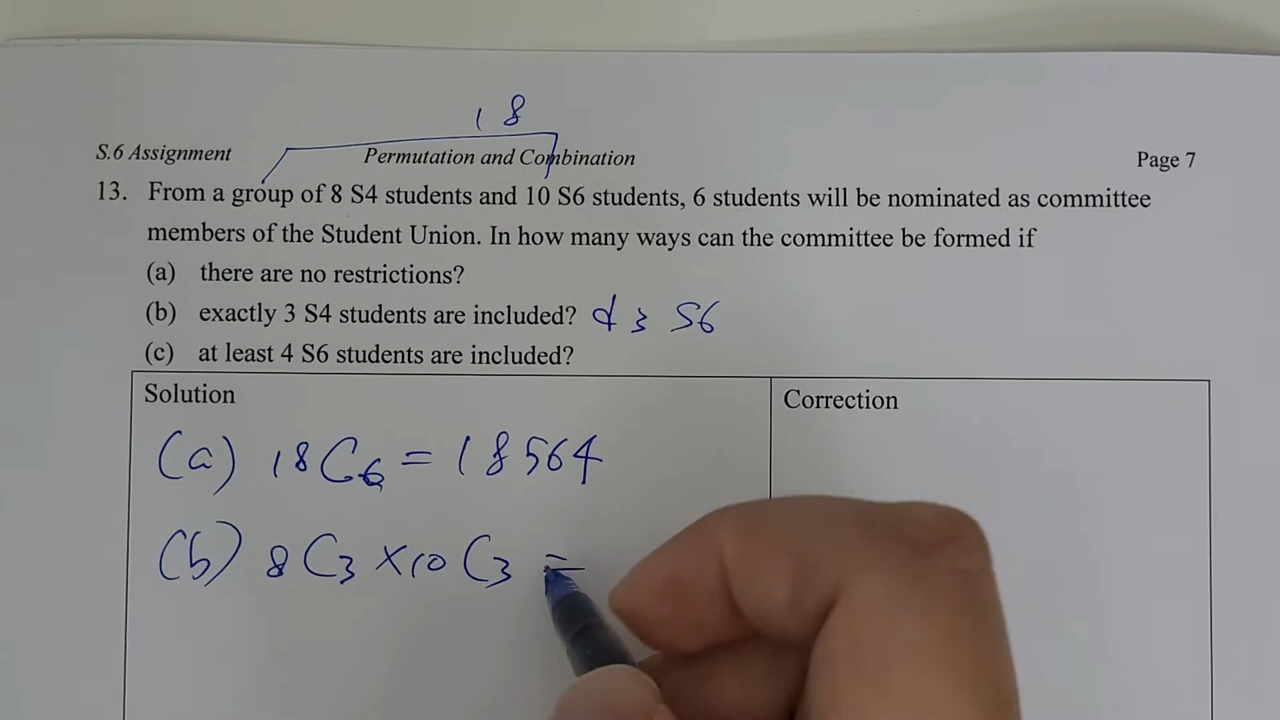 18
S.6 Assignment Permutation and Combination Page 7
13. From a group of 8 S4 students and 10 S6 students, 6 students will be nominated as committee
members of the Student Union. In how many ways can the committee be formed if
(a) there are no restrictions?
(b) exactly 3 S4 students are included? & 3 S6
(c) at least 4 S6 students are included?
Solution Correction
(a) 18C6 = 18564
(b) 8C3 × 10C3 =